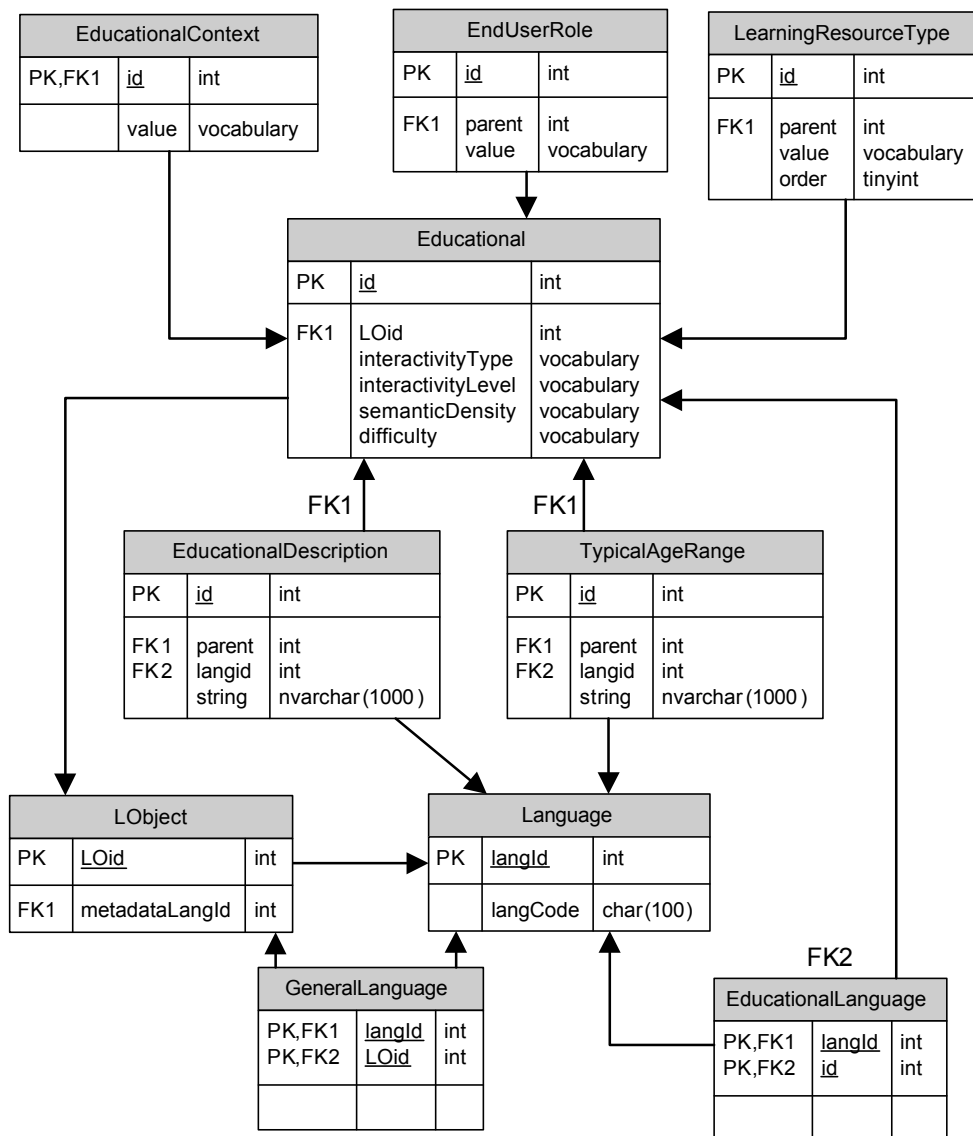 EducationalContext
PK,FK1 id int
value vocabulary
EndUserRole
PK id int
FK1 parent int
value vocabulary
LearningResourceType
PK id int
FK1 parent int
value vocabulary
order tinyint
Educational
PK id int
FK1 LOid int
interactivityType vocabulary
interactivityLevel vocabulary
semanticDensity vocabulary
difficulty vocabulary
FK1
FK1
EducationalDescription
PK id int
FK1 parent int
FK2 langid int
string nvarchar(1000)
TypicalAgeRange
PK id int
FK1 parent int
FK2 langid int
string nvarchar(1000)
LObject
PK LOid int
FK1 metadataLangId int
Language
PK langId int
langCode char(100)
GeneralLanguage
PK,FK1 langId int
PK,FK2 LOid int
FK2
EducationalLanguage
PK,FK1 langId int
PK,FK2 id int